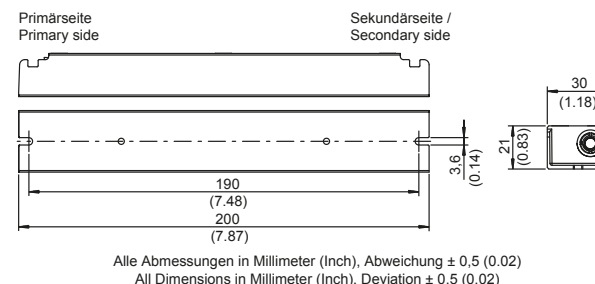 Primärseite
Primary side
Sekundärseite /
Secondary side
30
(1.18)
21
(0.83)
3,6
(0.14)
190
(7.48)
200
(7.87)
Alle Abmessungen in Millimeter (Inch), Abweichung ± 0,5 (0.02)
All Dimensions in Millimeter (Inch), Deviation ± 0,5 (0.02)